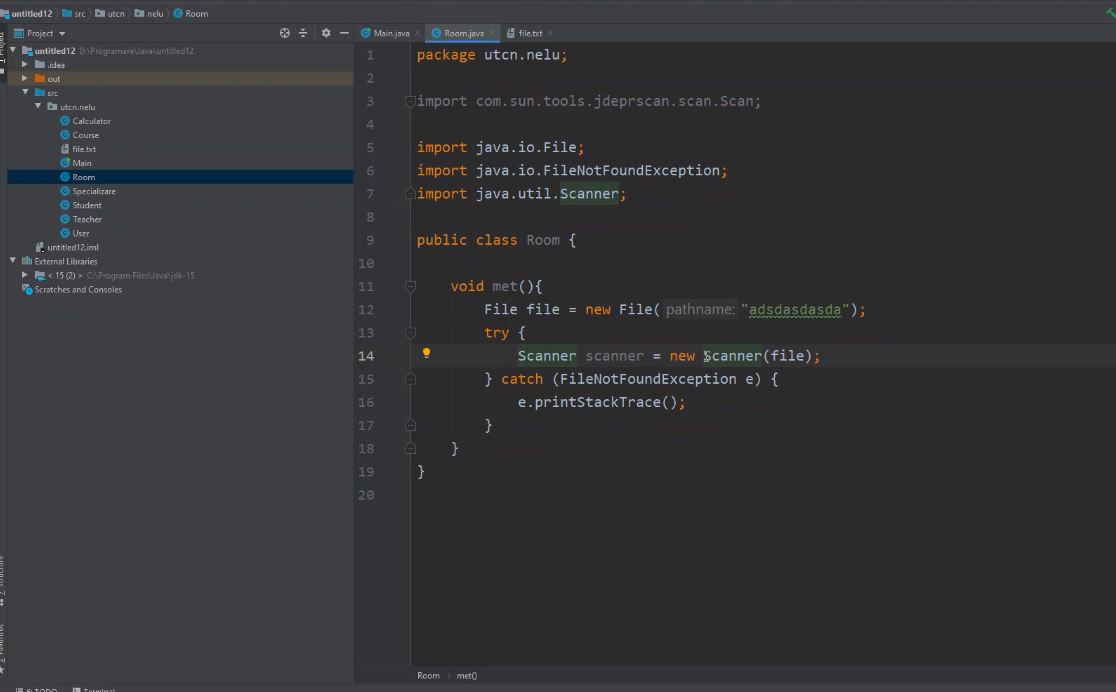 untitled12 src utcn nelu Room
Project
Main.java Room.java file.txt
untitled12 D:\Programare\Java\untitled12
.idea
out
src
utcn.nelu
Calculator
Course
file.txt
Main
Room
Specializare
Student
Teacher
User
untitled12.iml
External Libraries
< 15 (2) > C:\Program Files\Java\jdk-15
Scratches and Consoles
1 package utcn.nelu;
2
3 import com.sun.tools.jdeprscan.scan.Scan;
4
5 import java.io.File;
6 import java.io.FileNotFoundException;
7 import java.util.Scanner;
8
9 public class Room {
10
11 void met(){
12 File file = new File( pathname: "adsdasdasda");
13 try {
14 Scanner scanner = new Scanner(file);
15 } catch (FileNotFoundException e) {
16 e.printStackTrace();
17 }
18 }
19 }
20
Room met()
6: TODO Terminal